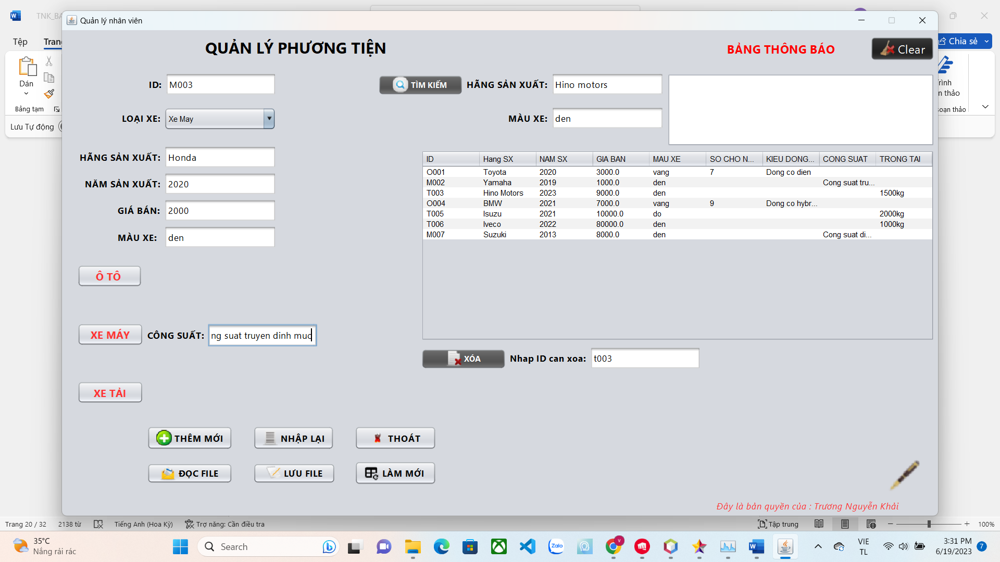 Quản lý nhân viên
Tệp
Trang
Chia sẻ
QUẢN LÝ PHƯƠNG TIỆN
BẢNG THÔNG BÁO
Clear
Dán
Bảng tạm
Lưu Tự động
ID: M003
TÌM KIẾM HÃNG SẢN XUẤT: Hino motors
LOẠI XE: Xe May
MÀU XE: den
HÃNG SẢN XUẤT: Honda
NĂM SẢN XUẤT: 2020
GIÁ BÁN: 2000
MÀU XE: den
ID Hang SX NAM SX GIA BAN MAU XE SO CHO N... KIEU DONG... CONG SUAT TRONG TAI
O001 Toyota 2020 3000.0 vang 7 Dong co dien
M002 Yamaha 2019 1000.0 den Cong suat tru...
T003 Hino Motors 2023 9000.0 den 1500kg
O004 BMW 2021 7000.0 vang 9 Dong co hybr...
T005 Isuzu 2021 10000.0 do 2000kg
T006 Iveco 2022 80000.0 den 1000kg
M007 Suzuki 2013 8000.0 den Cong suat di...
Ô TÔ
XE MÁY CÔNG SUẤT: ng suat truyen dinh muc
XÓA Nhap ID can xoa: t003
XE TẢI
THÊM MỚI NHẬP LẠI THOÁT
ĐỌC FILE LƯU FILE LÀM MỚI
Đây là bản quyền của : Trương Nguyễn Khải
Trang 20 / 32 2138 từ Tiếng Anh (Hoa Kỳ) Trợ năng: Cần điều tra Tập trung 100%
35°C
Nắng rải rác
Search
Zalo
VIE
TL
3:31 PM
6/19/2023
7